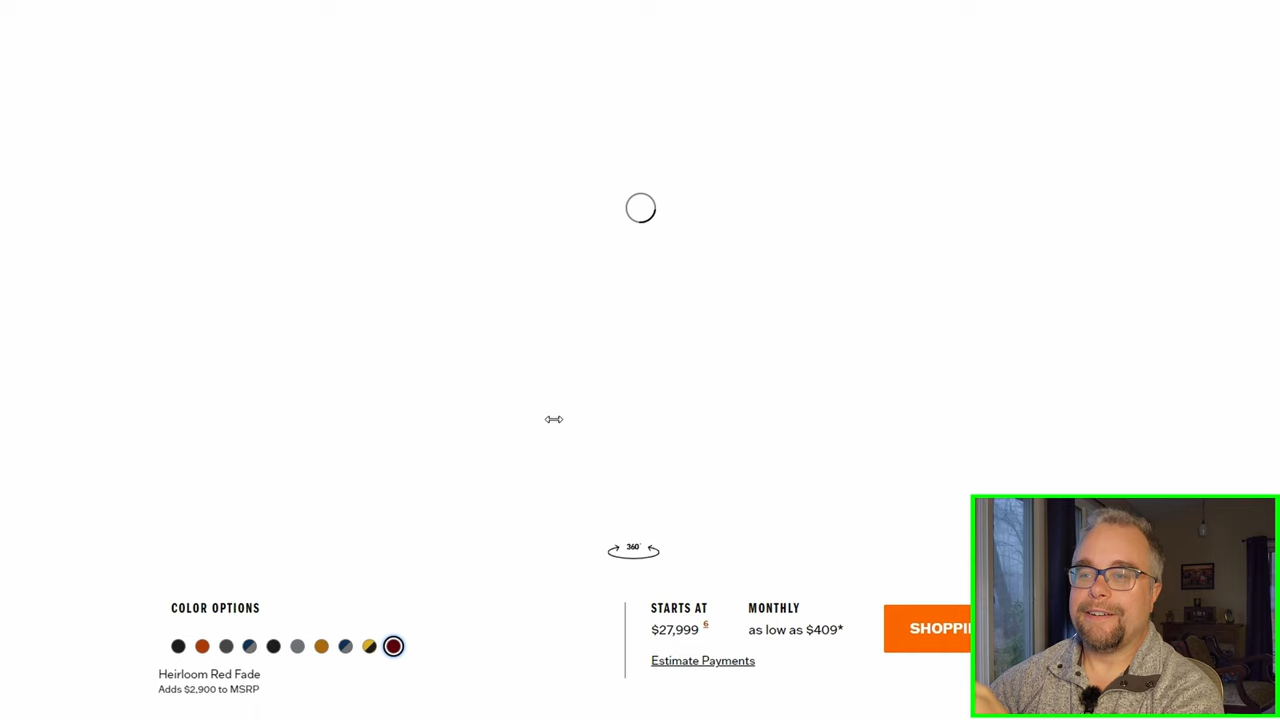 360°
COLOR OPTIONS
Heirloom Red Fade
Adds $2,900 to MSRP
STARTS AT
$27,999 6
Estimate Payments
MONTHLY
as low as $409*
SHOPPI